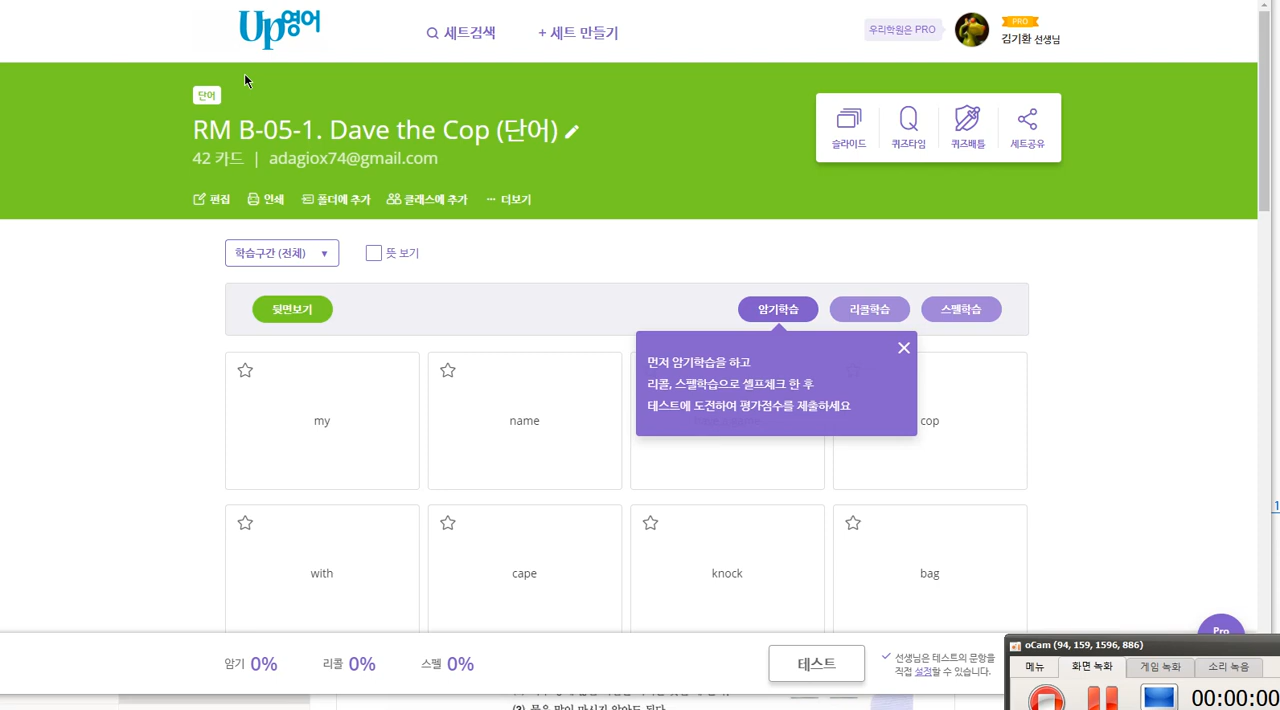 Up영어
세트검색
+ 세트 만들기
우리학원은 PRO
PRO
김기환 선생님
단어
RM B-05-1. Dave the Cop (단어)
42 카드 | adagiox74@gmail.com
편집
인쇄
폴더에 추가
클래스에 추가
··· 더보기
슬라이드
퀴즈타임
퀴즈배틀
세트공유
학습구간 (전체) ▼
뜻 보기
뒷면보기
암기학습
리콜학습
스펠학습
먼저 암기학습을 하고
리콜, 스펠학습으로 셀프체크 한 후
테스트에 도전하여 평가점수를 제출하세요
my
name
cop
with
cape
knock
bag
Pro
암기 0%
리콜 0%
스펠 0%
테스트
선생님은 테스트의 문항을
직접 설정할 수 있습니다.
oCam (94, 159, 1596, 886)
메뉴
화면 녹화
게임 녹화
소리 녹음
00:00:00
1